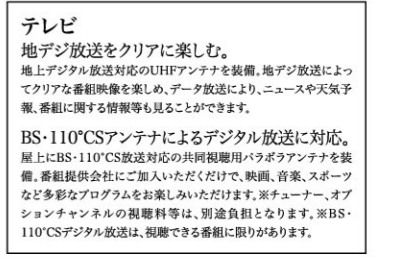 テレビ
地デジ放送をクリアに楽しむ。
地上デジタル放送対応のUHFアンテナを装備。地デジ放送によっ
てクリアな番組映像を楽しめ、データ放送により、ニュースや天気予
報、番組に関する情報等も見ることができます。
BS・110°CSアンテナによるデジタル放送に対応。
屋上にBS・110°CS放送対応の共同視聴用パラボラアンテナを装
備。番組提供会社にご加入いただくだけで、映画、音楽、スポーツ
など多彩なプログラムをお楽しみいただけます。※チューナー、オプ
ションチャンネルの視聴料等は、別途負担となります。※BS・
110°CSデジタル放送は、視聴できる番組に限りがあります。